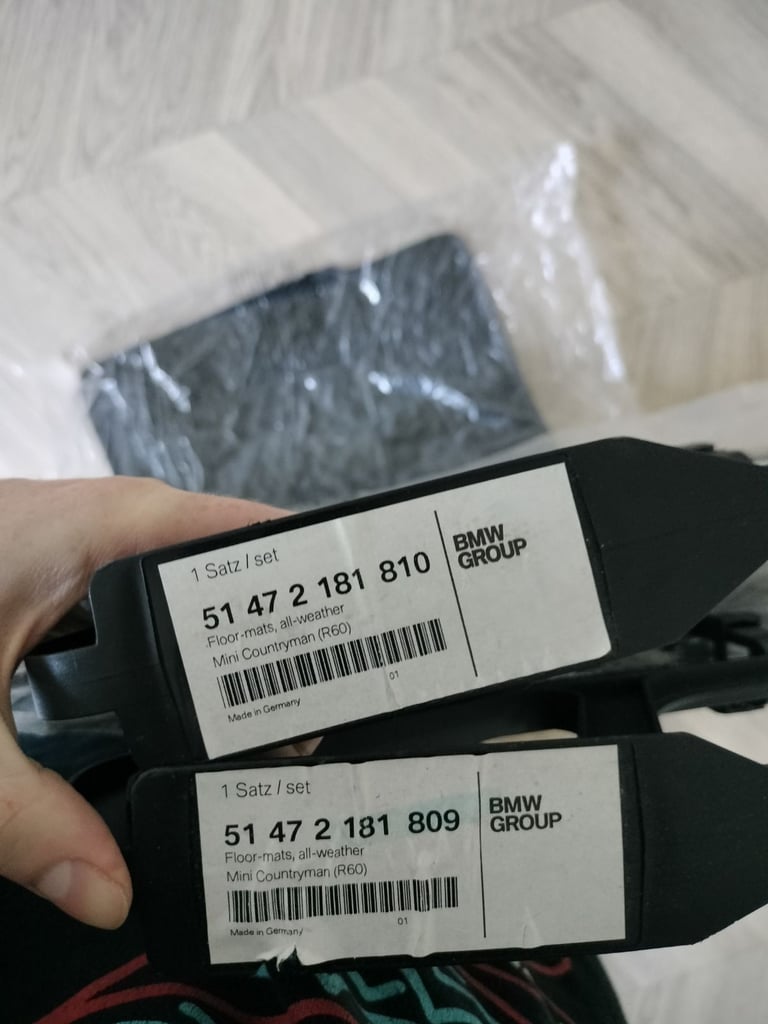 1 Satz / set
51 47 2 181 810
Floor-mats, all-weather
Mini Countryman (R60)
01
Made in Germany
BMW
GROUP
1 Satz / set
51 47 2 181 809
Floor-mats, all-weather
Mini Countryman (R60)
01
Made in Germany
BMW
GROUP